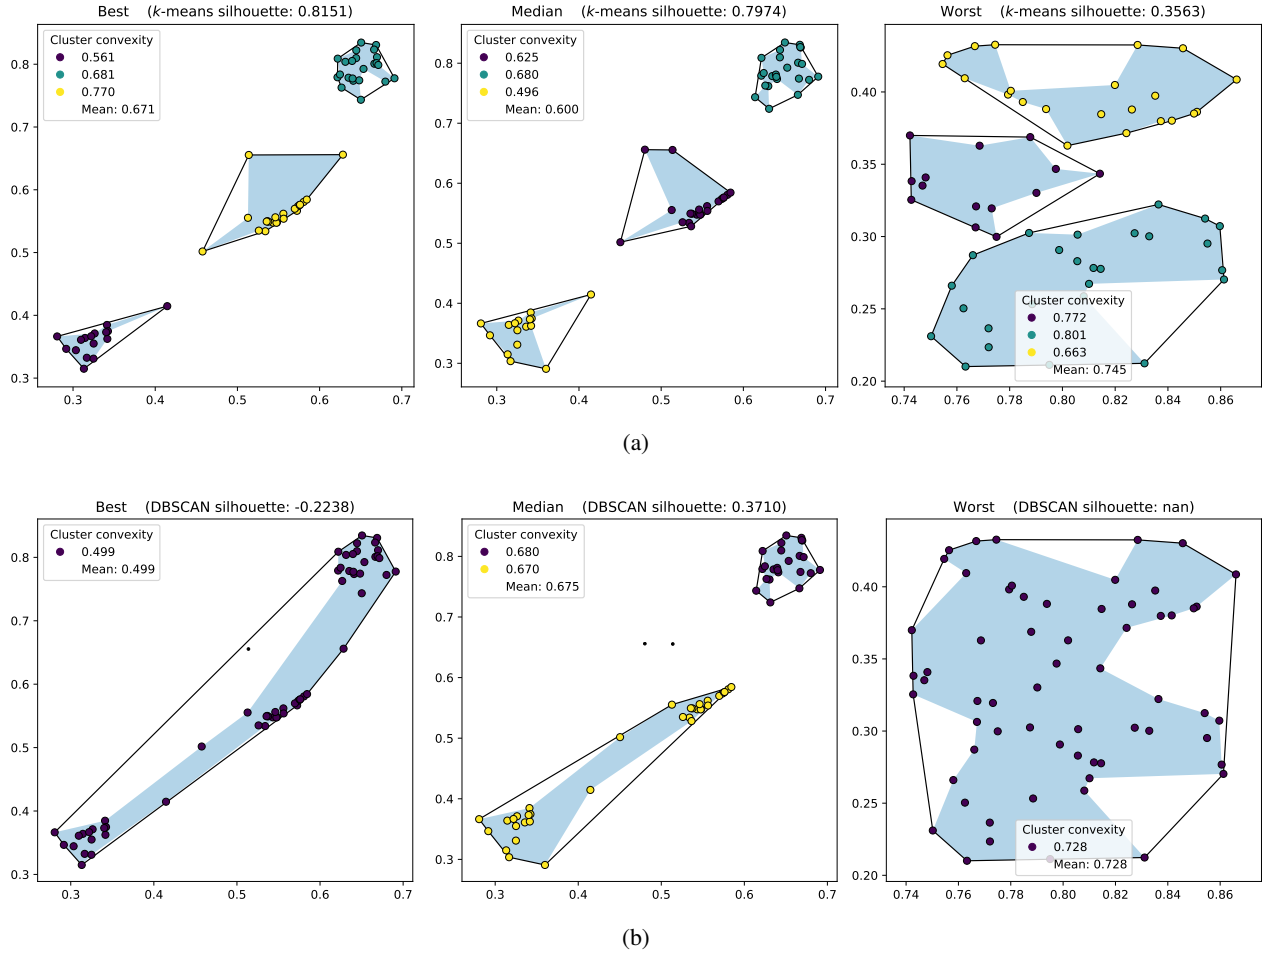 Best (k-means silhouette: 0.8151)
Cluster convexity
0.561
0.681
0.770
Mean: 0.671
0.8
0.7
0.6
0.5
0.4
0.3
0.3 0.4 0.5 0.6 0.7
Median (k-means silhouette: 0.7974)
Cluster convexity
0.625
0.680
0.496
Mean: 0.600
0.8
0.7
0.6
0.5
0.4
0.3
0.3 0.4 0.5 0.6 0.7
Worst (k-means silhouette: 0.3563)
0.40
0.35
0.30
0.25
0.20
Cluster convexity
0.772
0.801
0.663
Mean: 0.745
0.74 0.76 0.78 0.80 0.82 0.84 0.86
(a)
Best (DBSCAN silhouette: -0.2238)
Cluster convexity
0.499
Mean: 0.499
0.8
0.7
0.6
0.5
0.4
0.3
0.3 0.4 0.5 0.6 0.7
Median (DBSCAN silhouette: 0.3710)
Cluster convexity
0.680
0.670
Mean: 0.675
0.8
0.7
0.6
0.5
0.4
0.3
0.3 0.4 0.5 0.6 0.7
Worst (DBSCAN silhouette: nan)
0.40
0.35
0.30
0.25
0.20
Cluster convexity
0.728
Mean: 0.728
0.74 0.76 0.78 0.80 0.82 0.84 0.86
(b)